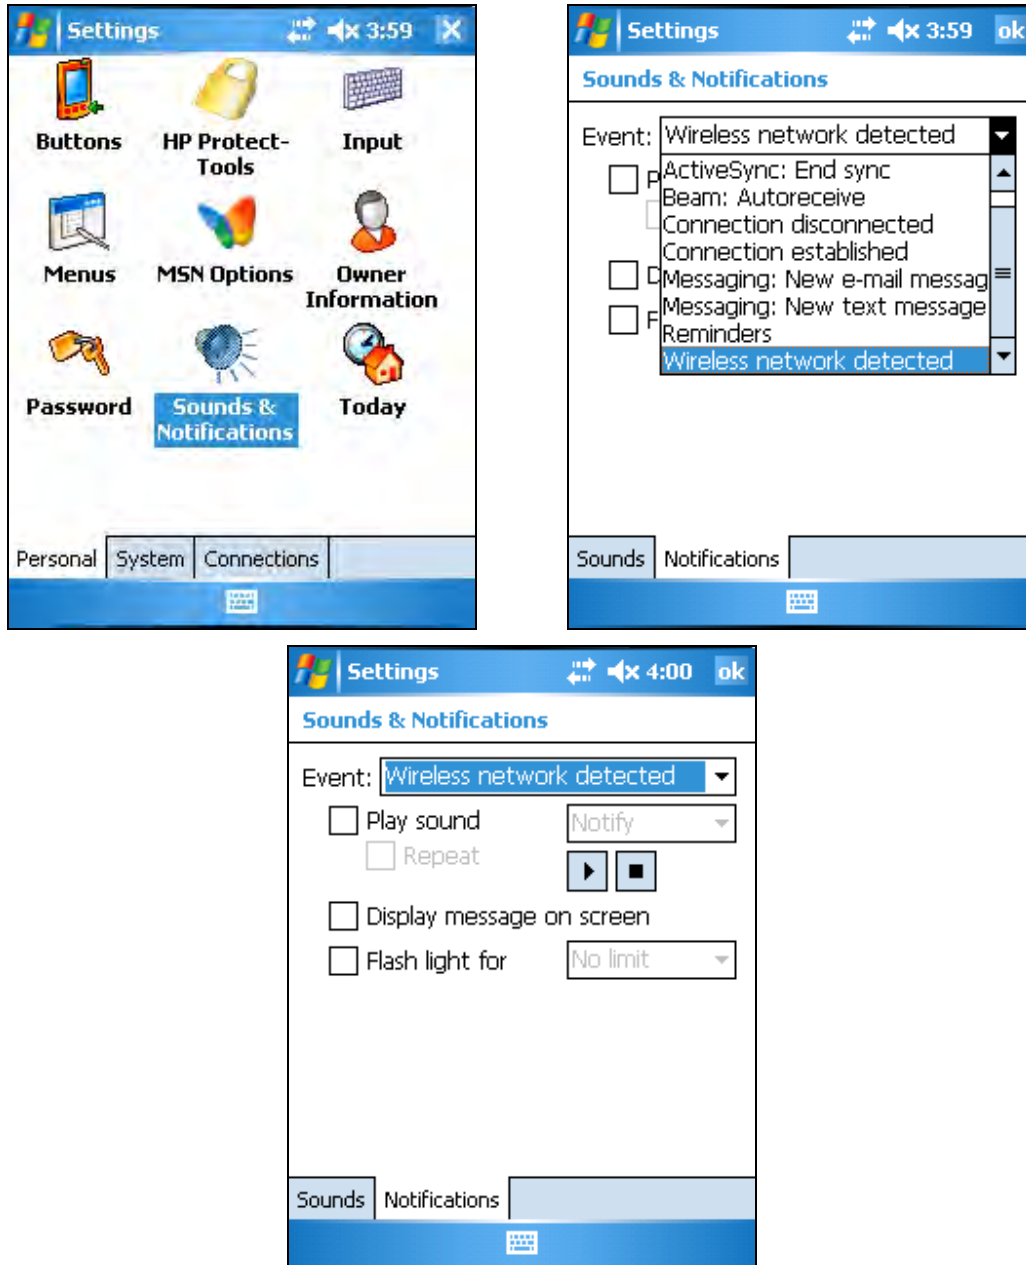 Settings 3:59
Buttons HP Protect- Input
Tools
Menus MSN Options Owner
Information
Password Sounds & Today
Notifications
Personal System Connections
Settings 3:59 ok
Sounds & Notifications
Event: Wireless network detected
ActiveSync: End sync
P
Beam: Autoreceive
Connection disconnected
Connection established
D Messaging: New e-mail messag
F Messaging: New text message
Reminders
Wireless network detected
Sounds Notifications
Settings 4:00 ok
Sounds & Notifications
Event: Wireless network detected
Play sound Notify
Repeat
Display message on screen
Flash light for No limit
Sounds Notifications